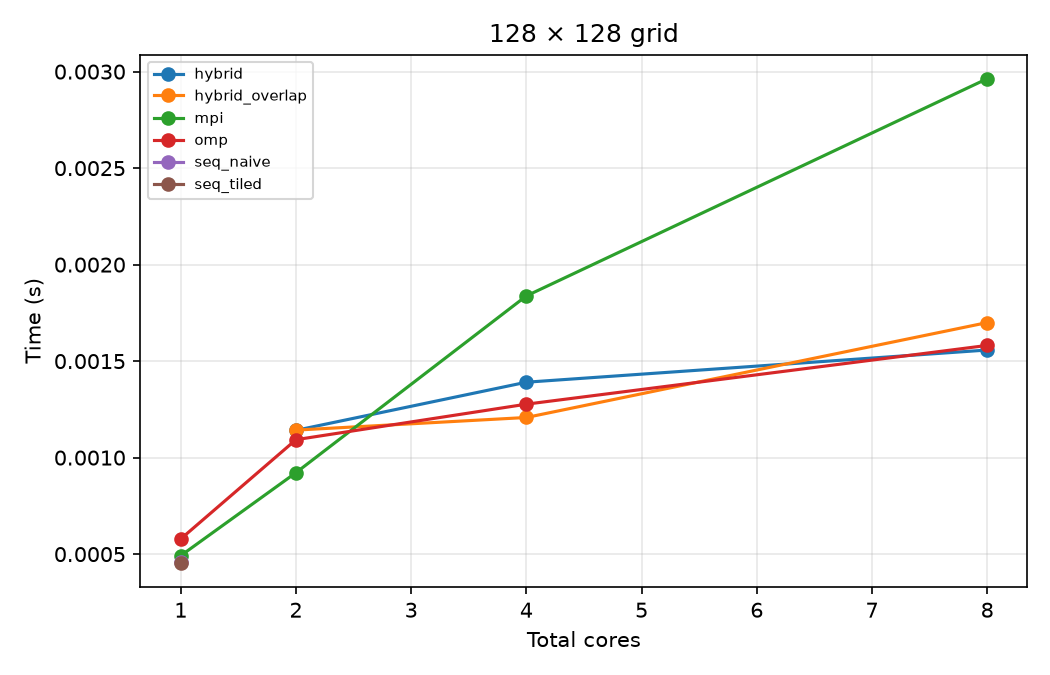 128 × 128 grid
hybrid
hybrid_overlap
mpi
omp
seq_naive
seq_tiled
Time (s)
0.0030
0.0025
0.0020
0.0015
0.0010
0.0005
1 2 3 4 5 6 7 8
Total cores